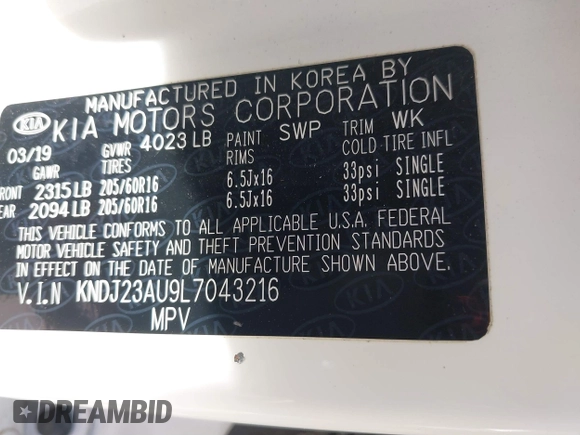 MANUFACTURED IN KOREA BY
KIA KIA MOTORS CORPORATION
03/19 GVWR 4023 LB PAINT SWP TRIM WK
GAWR TIRES RIMS COLD TIRE INFL
FRONT 2315 LB 205/60R16 6.5Jx16 33psi SINGLE
REAR 2094 LB 205/60R16 6.5Jx16 33psi SINGLE
THIS VEHICLE CONFORMS TO ALL APPLICABLE U.S.A. FEDERAL
MOTOR VEHICLE SAFETY AND THEFT PREVENTION STANDARDS
IN EFFECT ON THE DATE OF MANUFACTURE SHOWN ABOVE.
V.I.N KNDJ23AU9L7043216
MPV
DREAMBID